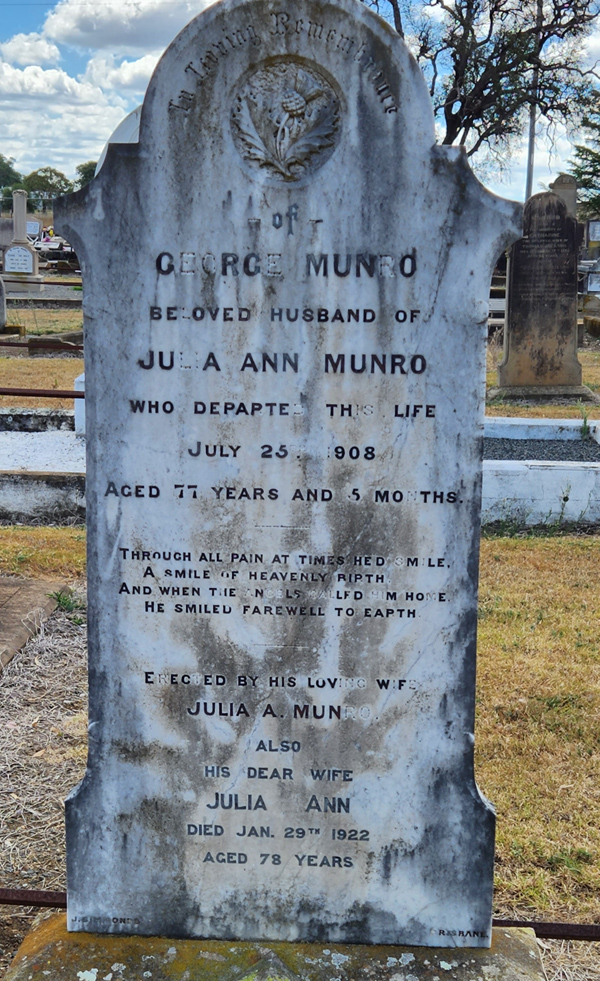 In Loving Remembrance
of
GEORGE MUNRO
BELOVED HUSBAND OF
JULIA ANN MUNRO
WHO DEPARTED THIS LIFE
JULY 25. 1908
AGED 77 YEARS AND 5 MONTHS.
THROUGH ALL PAIN AT TIMES HE'D SMILE,
A SMILE OF HEAVENLY BIRTH,
AND WHEN THE ANGELS CALLED HIM HOME,
HE SMILED FAREWELL TO EARTH.
ERECTED BY HIS LOVING WIFE
JULIA A. MUNRO.
ALSO
HIS DEAR WIFE
JULIA ANN
DIED JAN. 29TH 1922
AGED 78 YEARS
J. SIMMONDS BRISBANE.